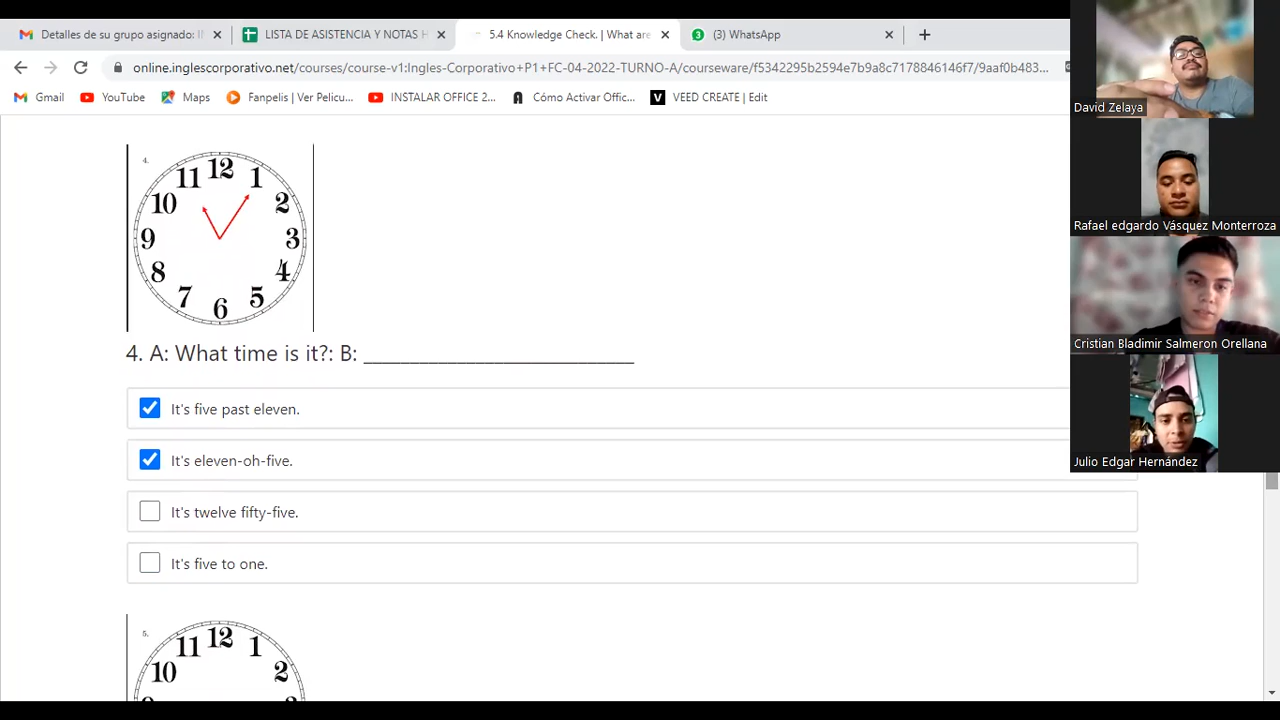 Detalles de su grupo asignado: I
LISTA DE ASISTENCIA Y NOTAS H
5.4 Knowledge Check. | What are
(3) WhatsApp
online.inglescorporativo.net/courses/course-v1:Ingles-Corporativo+P1+FC-04-2022-TURNO-A/courseware/f5342295b2594e7b9a8c7178846146f7/9aaf0b483...
Gmail
YouTube
Maps
Fanpelis | Ver Pelicu...
INSTALAR OFFICE 2...
Cómo Activar Offic...
VEED CREATE | Edit
David Zelaya
Rafael edgardo Vásquez Monterroza
Cristian Bladimir Salmeron Orellana
Julio Edgar Hernández
4.
12
11 1
10 2
9 3
8 4
7 5
6
4. A: What time is it?: B: ________________________
It's five past eleven.
It's eleven-oh-five.
It's twelve fifty-five.
It's five to one.
5.
12
11 1
10 2